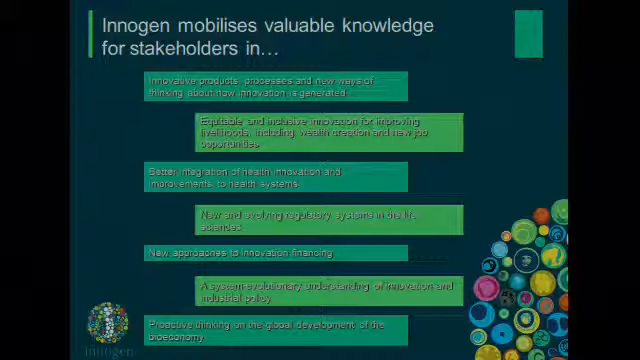 Innogen mobilises valuable knowledge
for stakeholders in…
Innovative products, processes and new ways of
thinking about how innovation is generated
Equitable and inclusive innovation for improving
livelihoods, including wealth creation and new job
opportunities
Better integration of health innovation and
improvements to health systems
New and evolving regulatory systems in the life
sciences
New approaches to innovation financing
A system evolutionary understanding of innovation and
industrial policy
Proactive thinking on the global development of the
bioeconomy
innogen